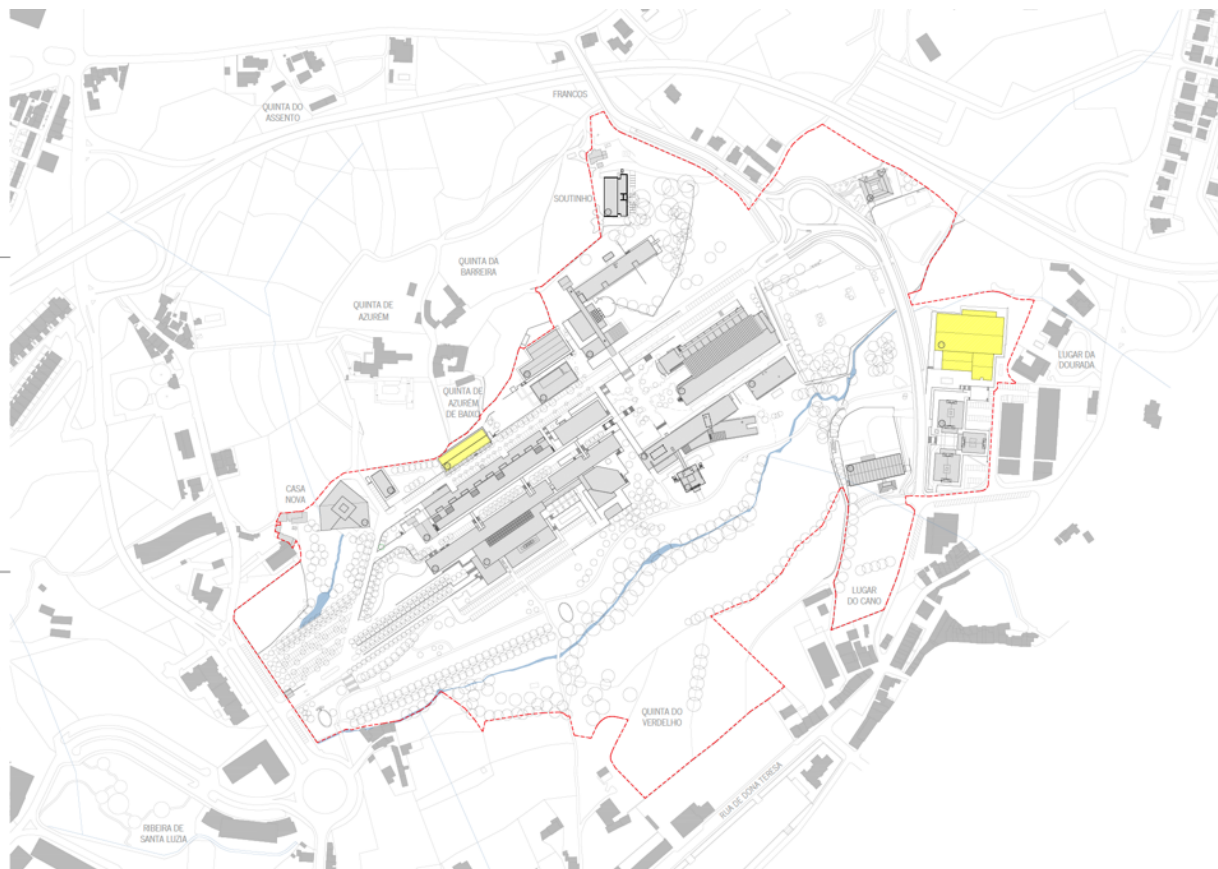 FRANCOS
QUINTA DO
ASSENTO
SOUTINHO
QUINTA DA
BARREIRA
QUINTA DE
AZURÉM
LUGAR DA
DOURADA
QUINTA DE
AZURÉM
DE BAIXO
CASA
NOVA
LUGAR
DO CANO
QUINTA DO
VERDELHO
RUA DE DONA TERESA
RIBEIRA DE
SANTA LUZIA